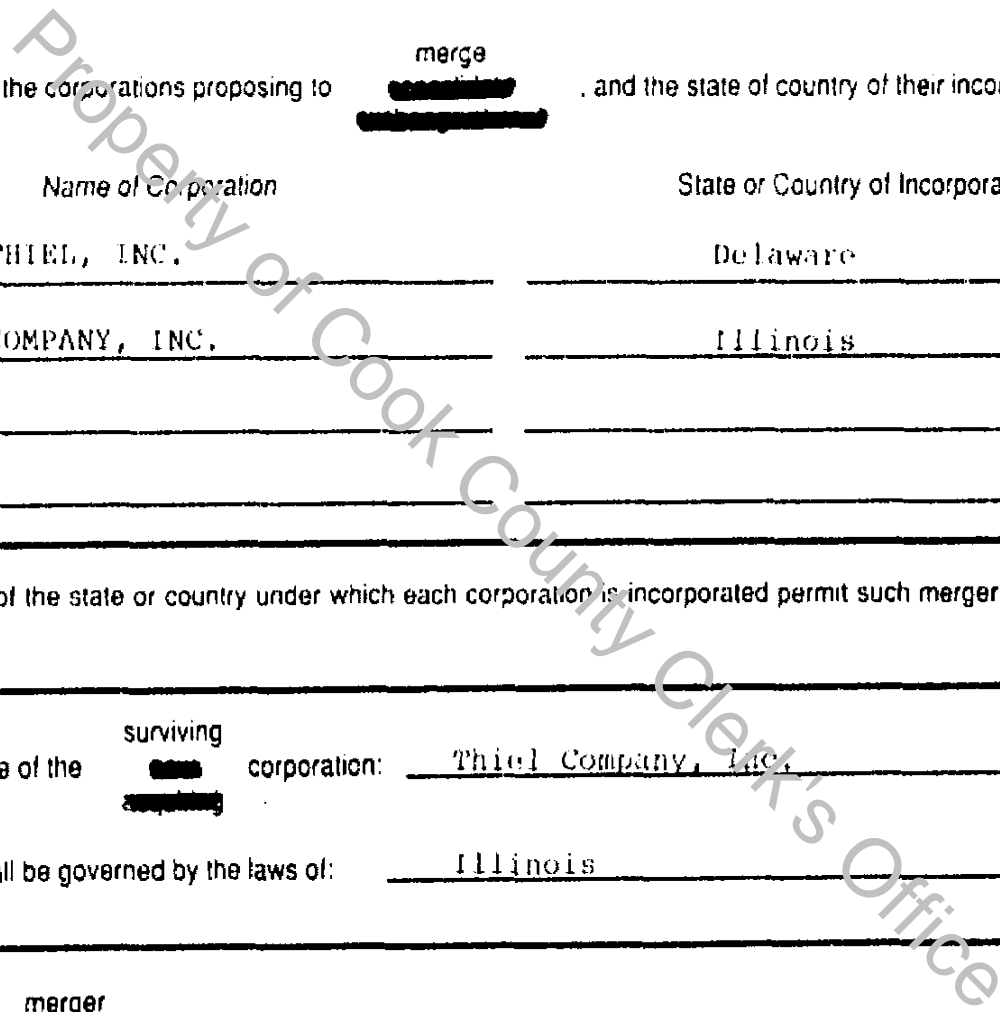 merge
the corporations proposing to , and the state of country of their incor
Name of Corporation State or Country of Incorpora
THIEL, INC. Delaware
COMPANY, INC. Illinois
of the state or country under which each corporation is incorporated permit such merger
surviving
e of the corporation: Thiel Company, Inc.
ll be governed by the laws of: Illinois
merger
Property of Cook County Clerk's Office